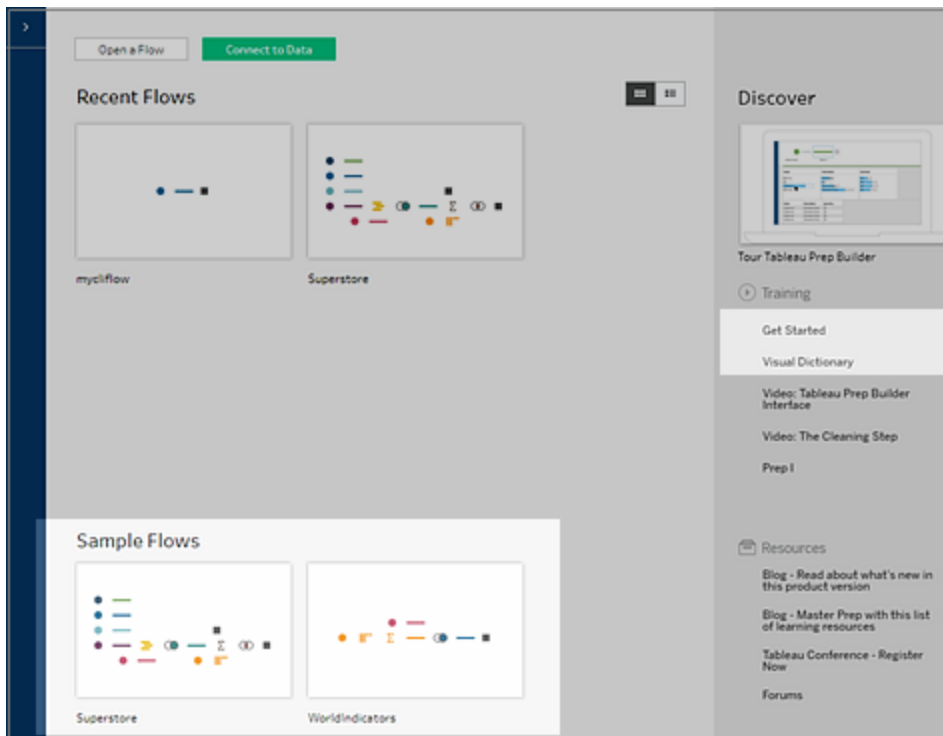 Open a Flow
Connect to Data
Recent Flows
mycliflow
Superstore
Sample Flows
Superstore
WorldIndicators
Discover
Tour Tableau Prep Builder
Training
Get Started
Visual Dictionary
Video: Tableau Prep Builder
Interface
Video: The Cleaning Step
Prep I
Resources
Blog - Read about what's new in
this product version
Blog - Master Prep with this list
of learning resources
Tableau Conference - Register
Now
Forums